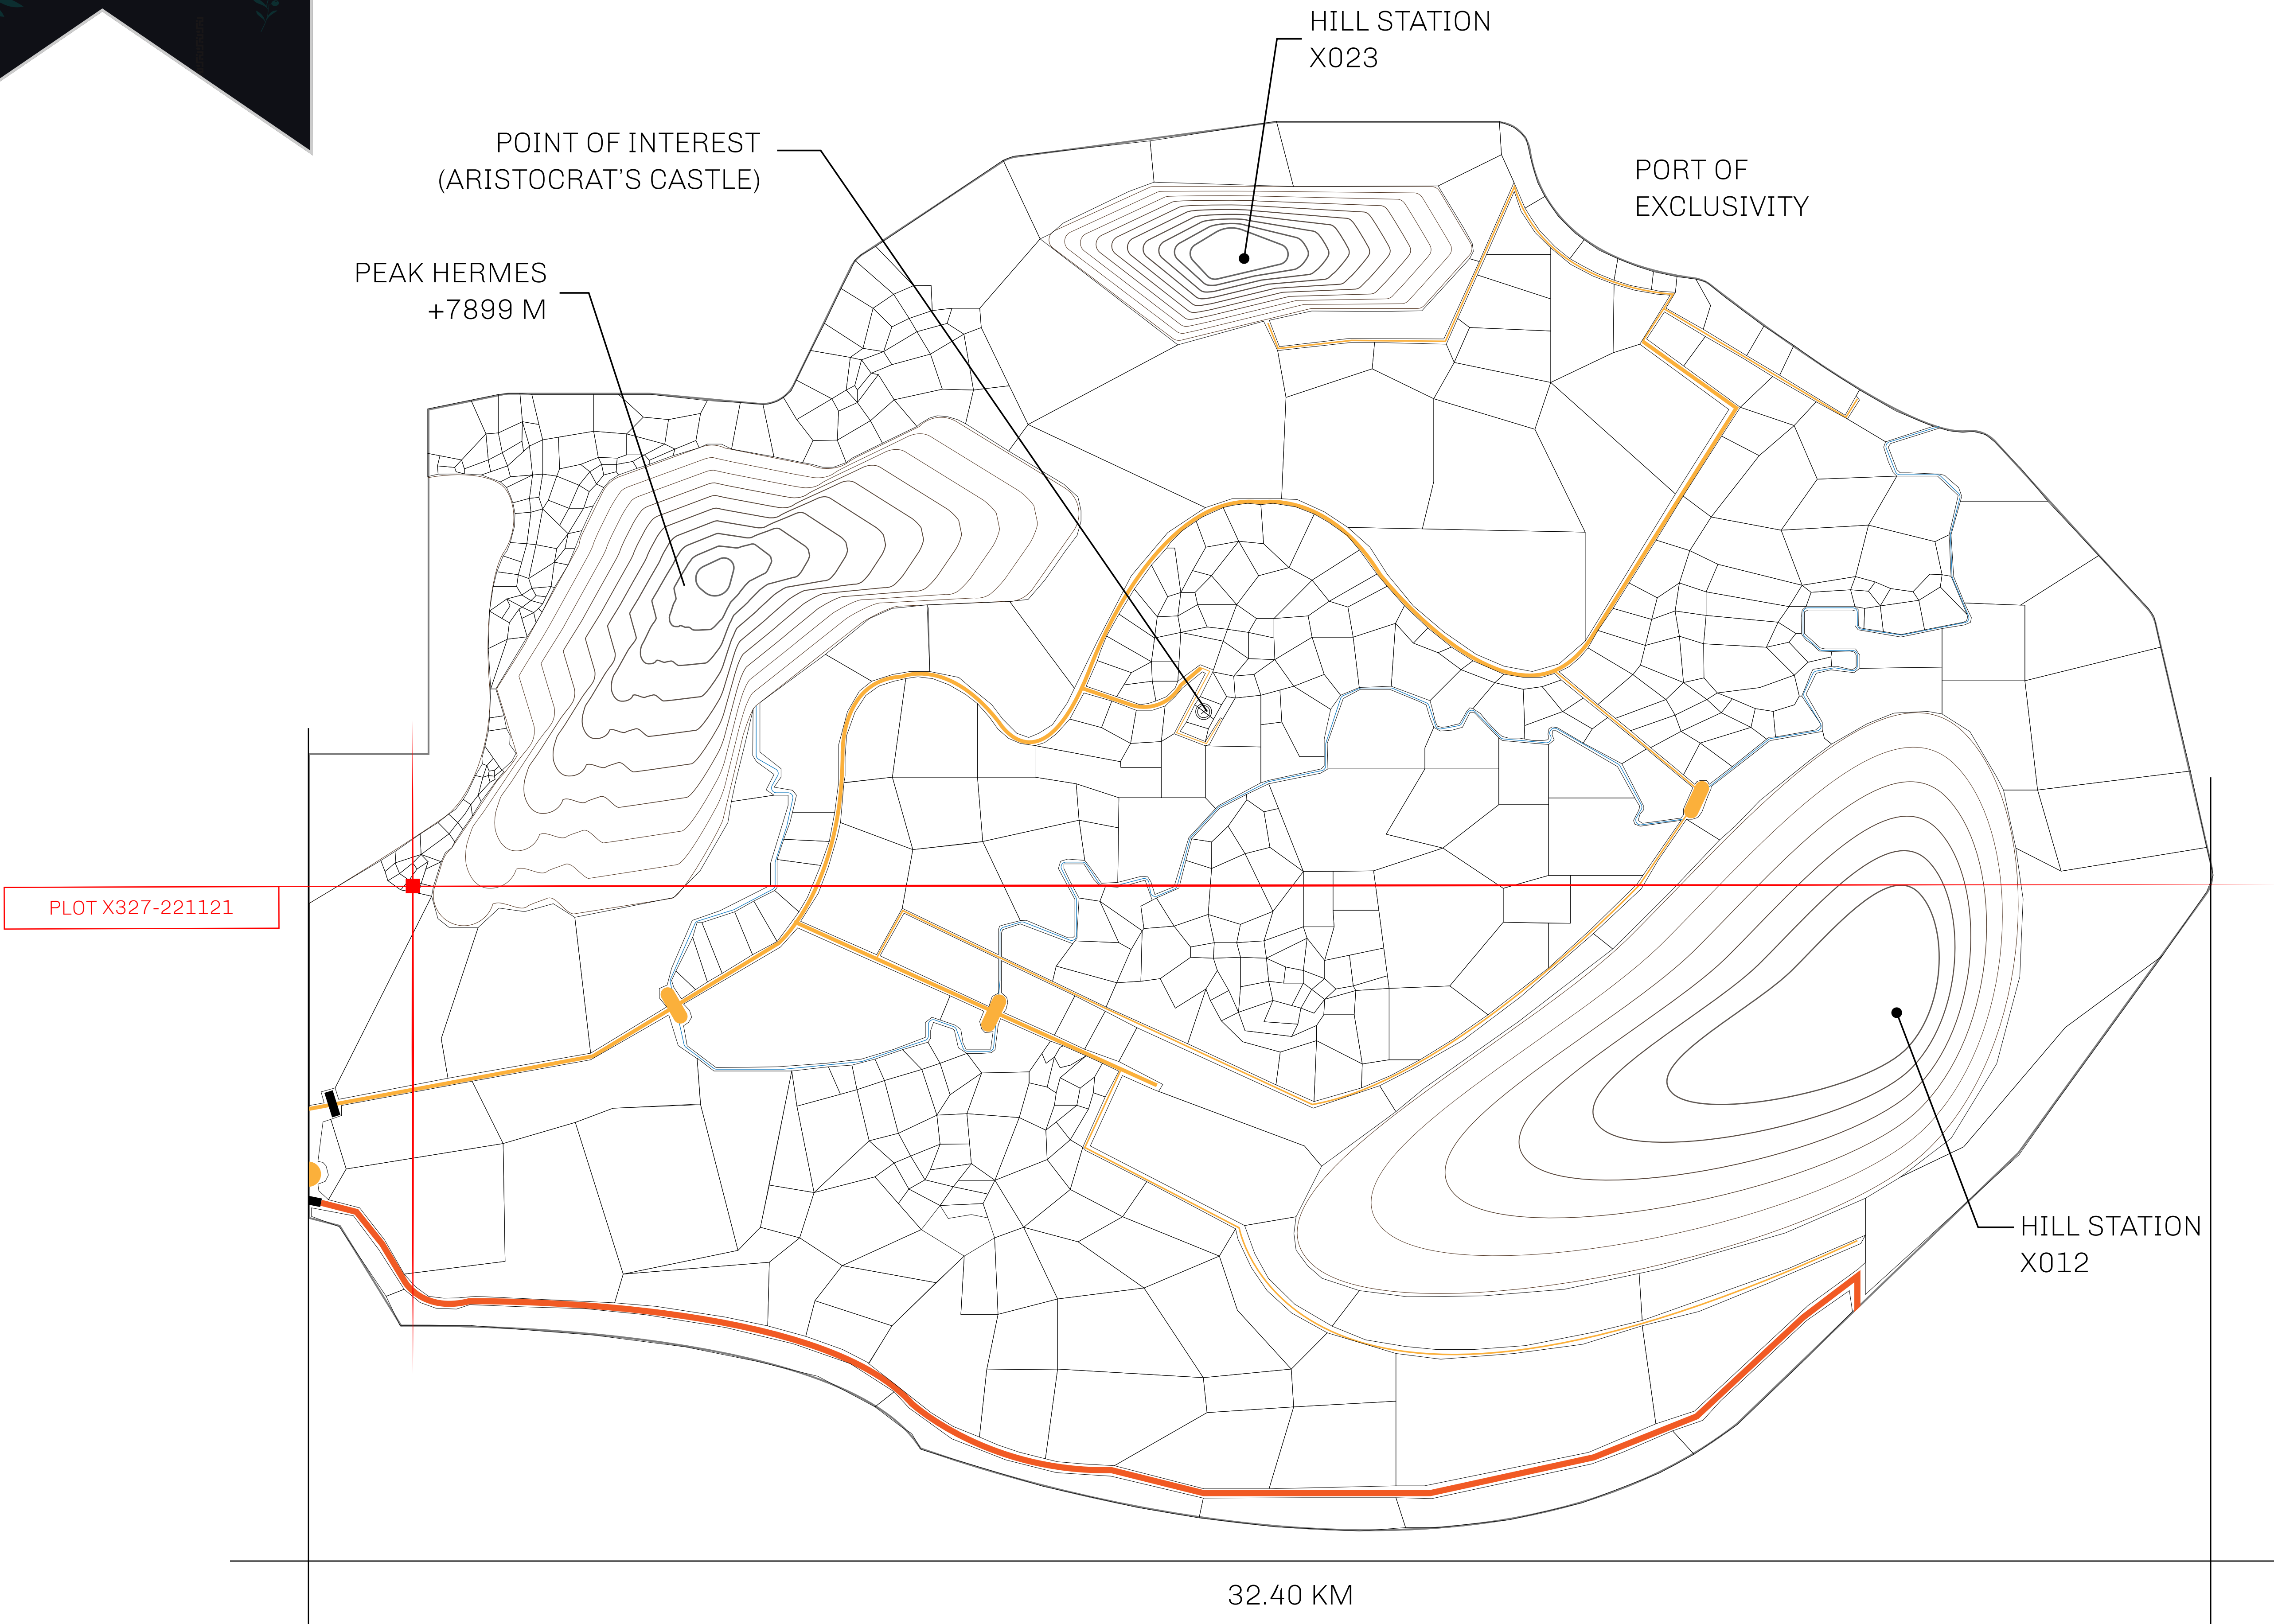 HILL STATION
X023
POINT OF INTEREST
(ARISTOCRAT'S CASTLE)
PORT OF
EXCLUSIVITY
PEAK HERMES
+7899 M
PLOT X327-221121
HILL STATION
X012
32.40 KM